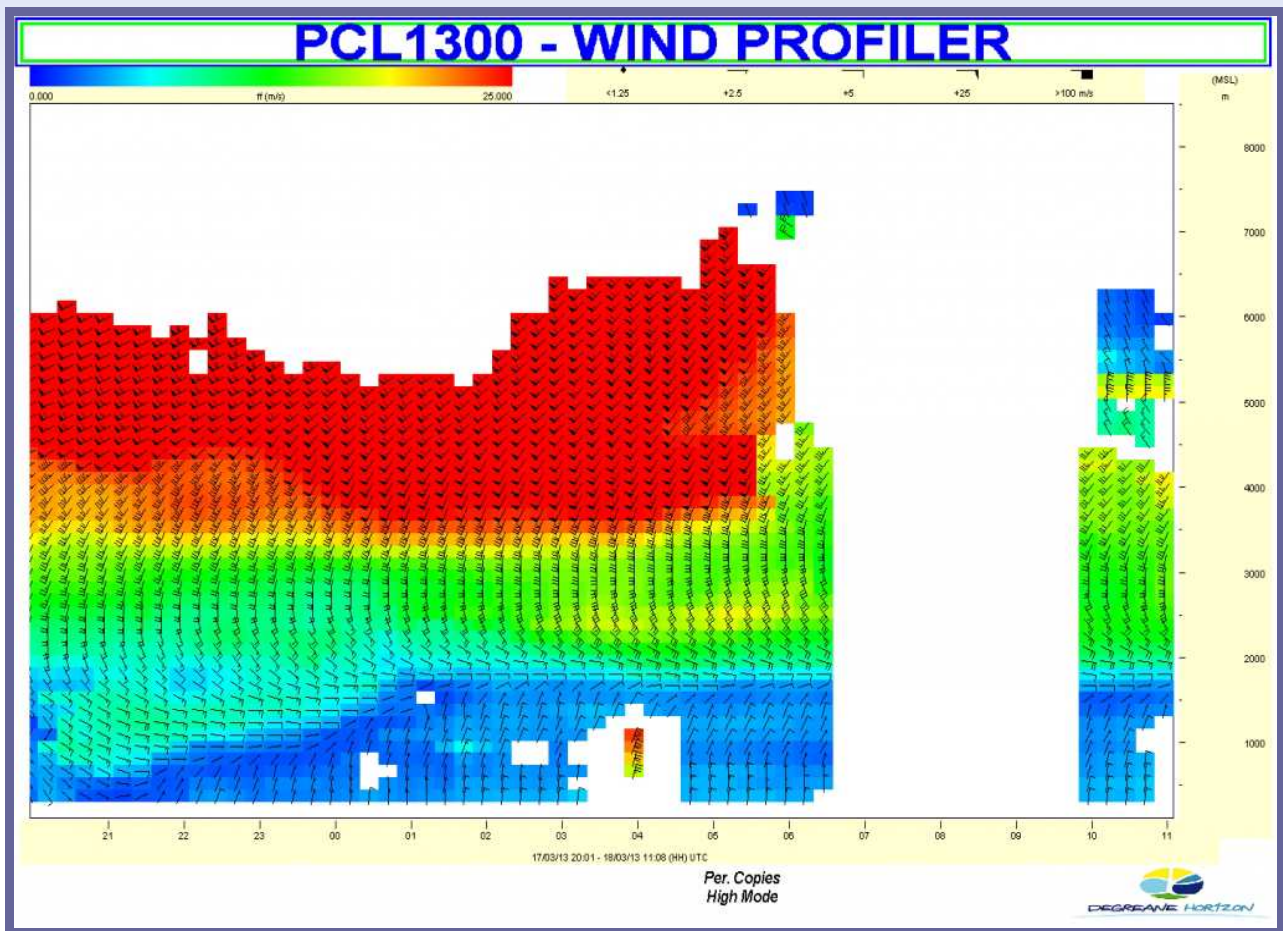 PCL1300 - WIND PROFILER
0.000 ff (m/s) 25.000
<1.25 +2.5 +5 +25 >100 m/s
(MSL)
m
8000
7000
6000
5000
4000
3000
2000
1000
21 22 23 00 01 02 03 04 05 06 07 08 09 10 11
17/03/13 20:01 - 18/03/13 11:08 (HH) UTC
Per. Copies
High Mode
DEGREANE HORIZON